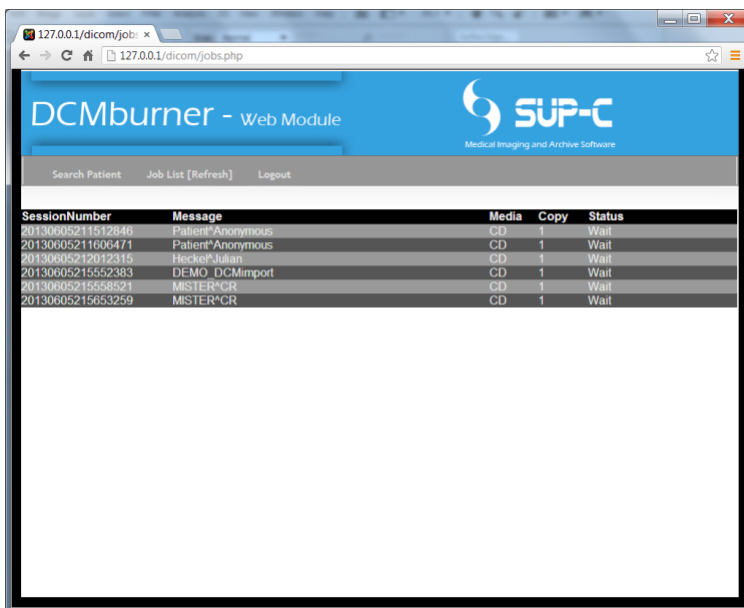 127.0.0.1/dicom/job:
127.0.0.1/dicom/jobs.php
DCMburner - Web Module
SUP-C
Medical Imaging and Archive Software
Search Patient Job List [Refresh] Logout
SessionNumber Message Media Copy Status
20130605211512846 Patient^Anonymous CD 1 Wait
20130605211606471 Patient^Anonymous CD 1 Wait
20130605212012315 Heckel^Julian CD 1 Wait
20130605215552383 DEMO_DCMimport CD 1 Wait
20130605215558521 MISTER^CR CD 1 Wait
20130605215653259 MISTER^CR CD 1 Wait